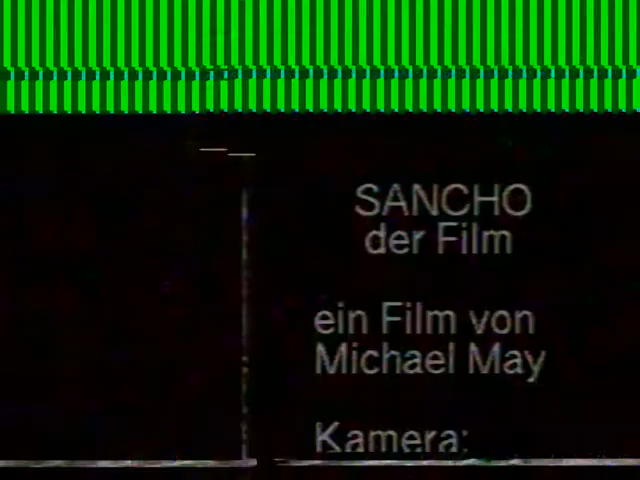 SANCHO
der Film
ein Film von
Michael May
Kamera: